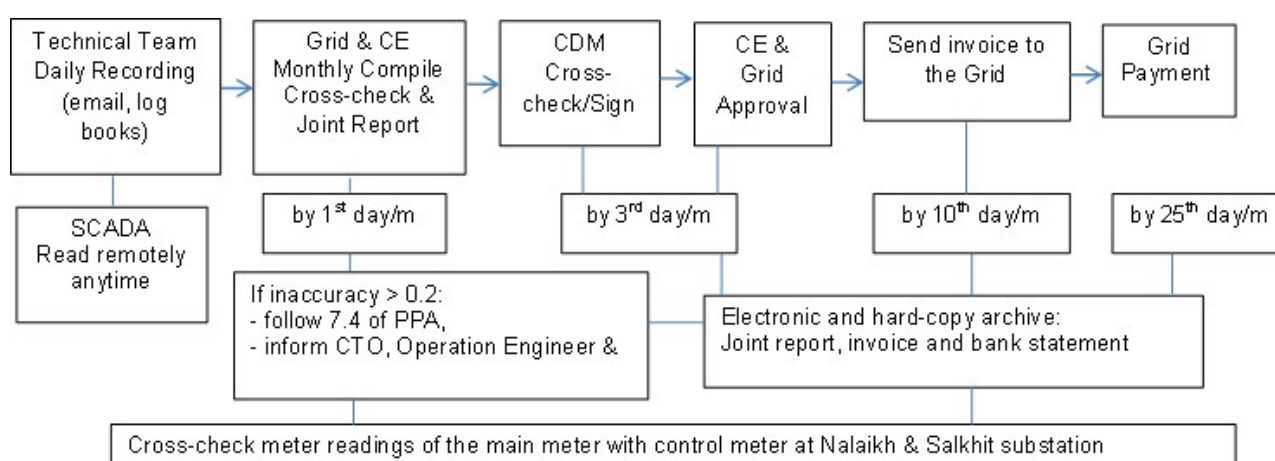 Technical Team
Daily Recording
(email, log
books)
Grid & CE
Monthly Compile
Cross-check &
Joint Report
CDM
Cross-
check/Sign
CE &
Grid
Approval
Send invoice to
the Grid
Grid
Payment
SCADA
Read remotely
anytime
by 1st day/m
by 3rd day/m
by 10th day/m
by 25th day/m
If inaccuracy > 0.2:
- follow 7.4 of PPA,
- inform CTO, Operation Engineer &
Electronic and hard-copy archive:
Joint report, invoice and bank statement
Cross-check meter readings of the main meter with control meter at Nalaikh & Salkhit substation